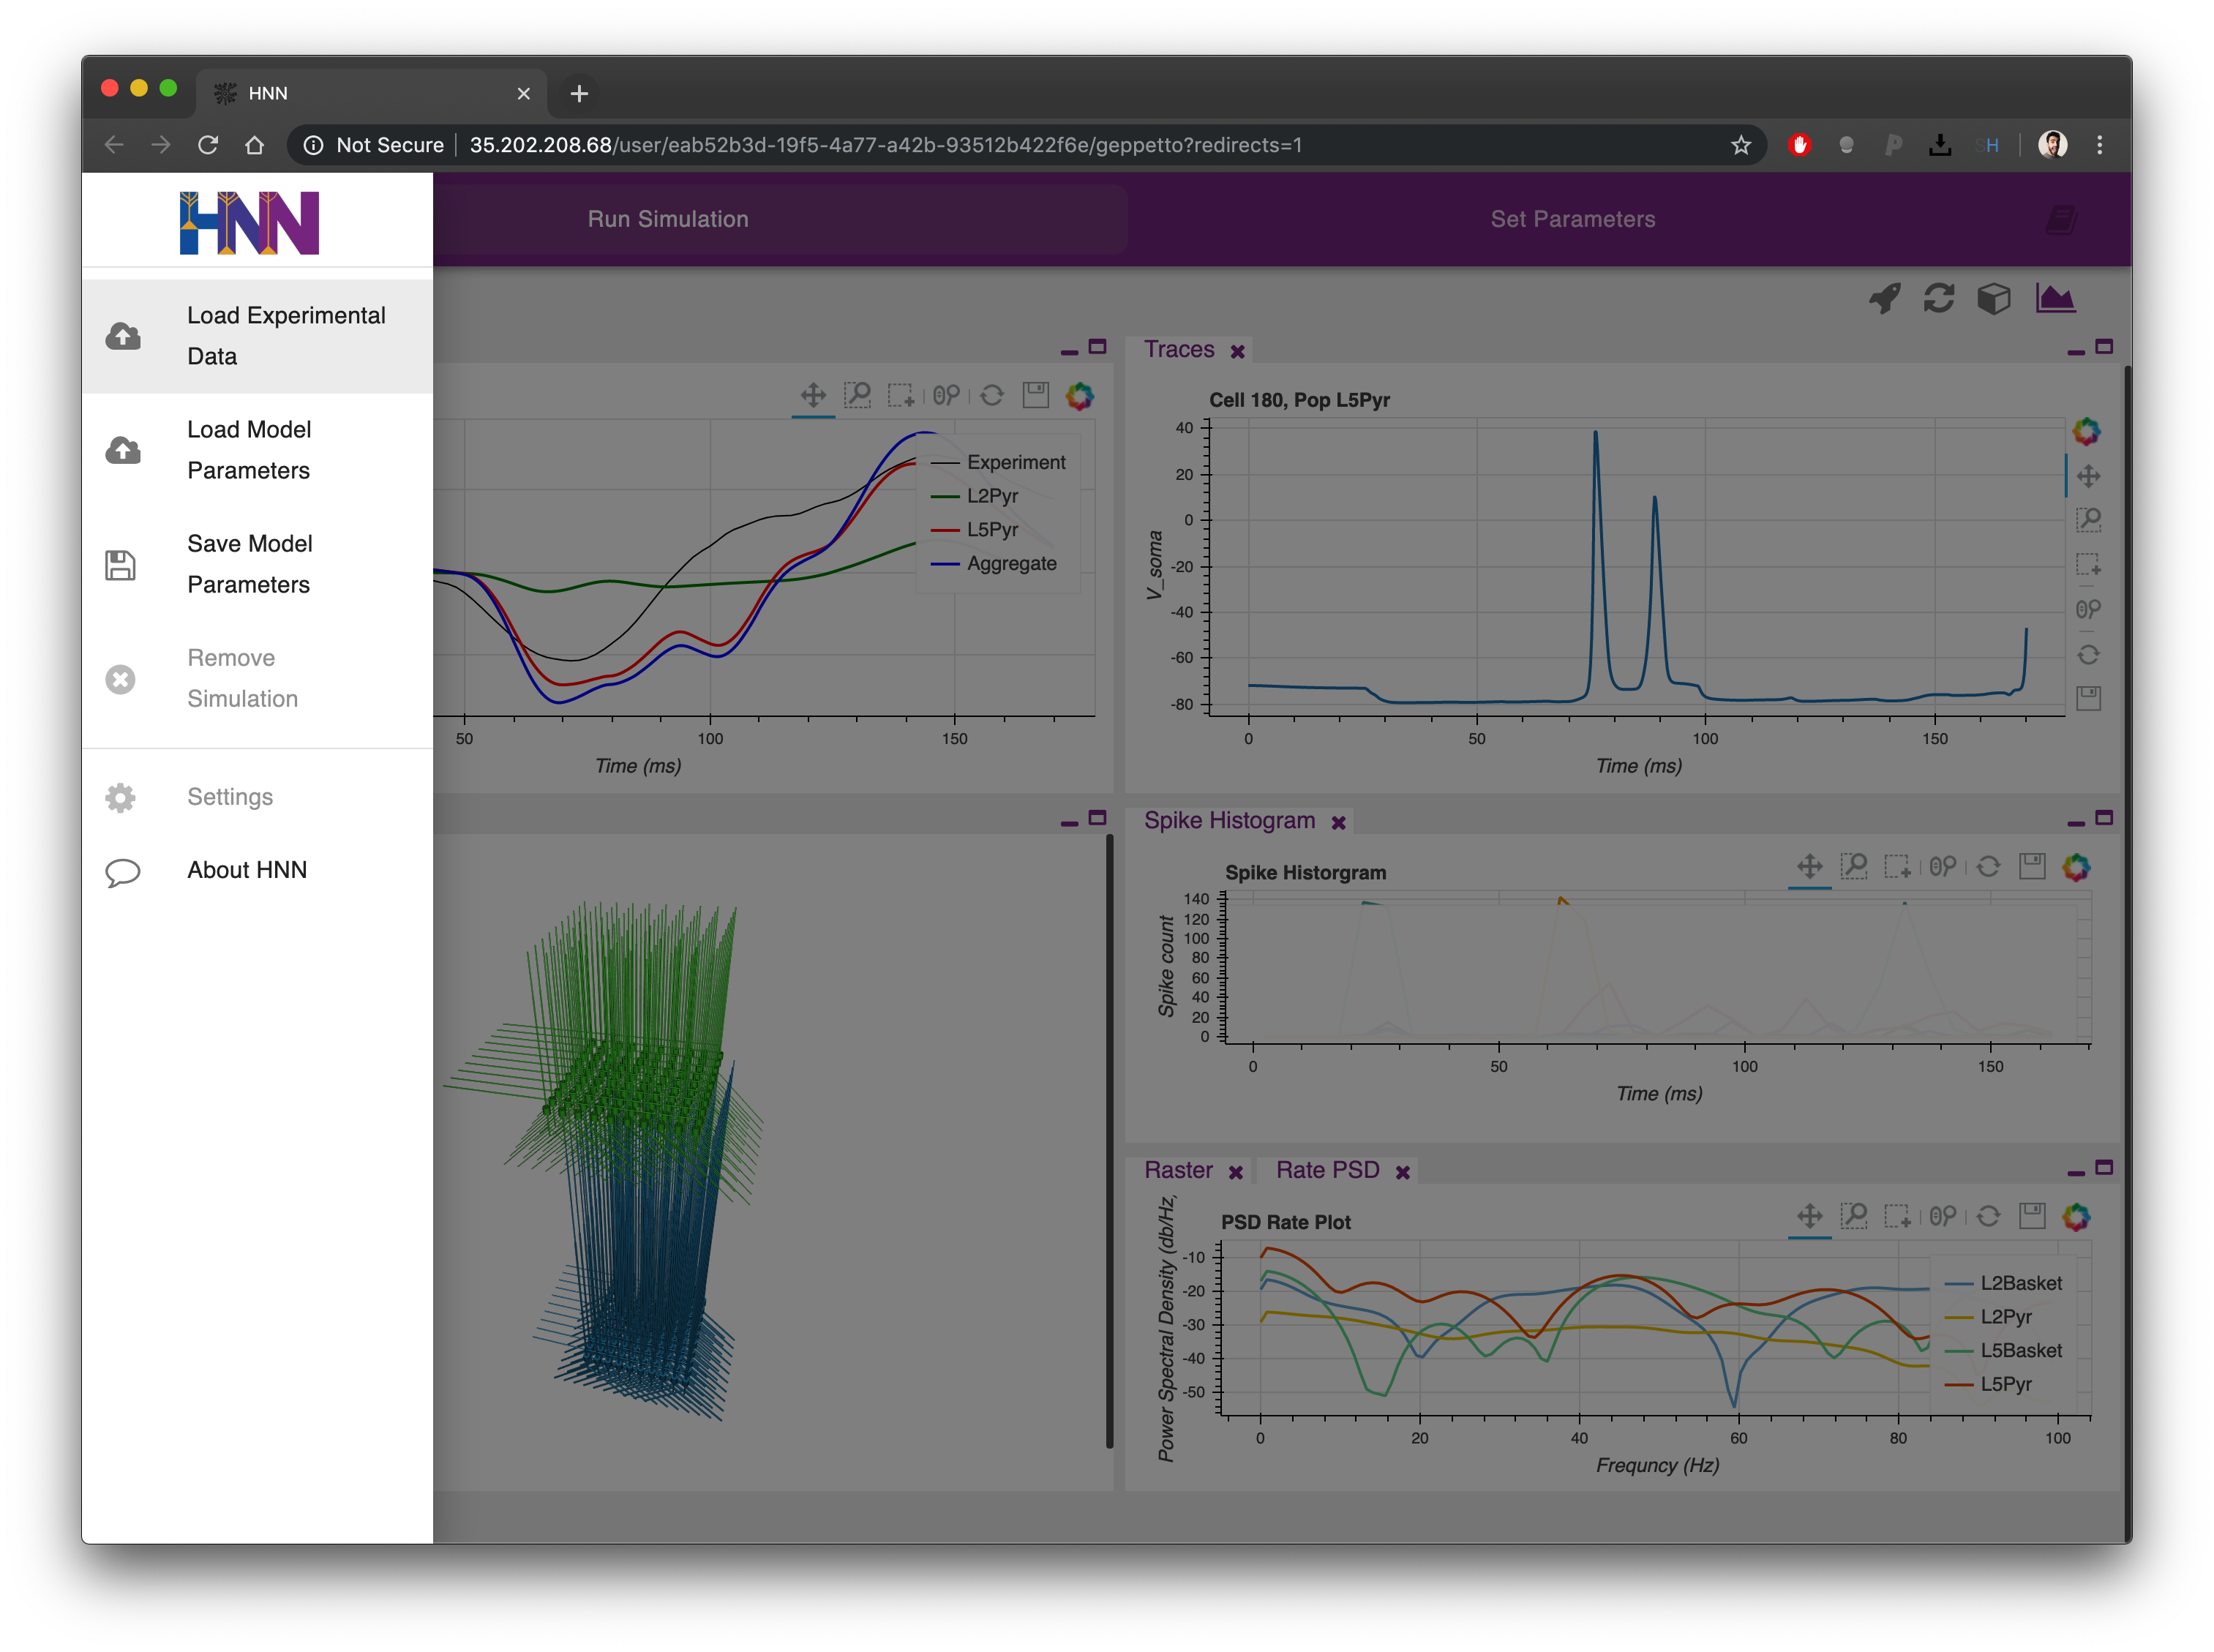 HNN
Not Secure
35.202.208.68/user/eab52b3d-19f5-4a77-a42b-93512b422f6e/geppetto?redirects=1
SH
HNN
Load Experimental
Data
Load Model
Parameters
Save Model
Parameters
Remove
Simulation
Settings
About HNN
Run Simulation
Set Parameters
Experiment
L2Pyr
L5Pyr
Aggregate
50
100
150
Time (ms)
Traces
Cell 180, Pop L5Pyr
V_soma
40
20
0
-20
-40
-60
-80
0
50
100
150
Time (ms)
Spike Histogram
Spike Historgram
Spike count
140
120
100
80
60
40
20
0
0
50
100
150
Time (ms)
Raster
Rate PSD
PSD Rate Plot
Power Spectral Density (db/Hz,
-10
-20
-30
-40
-50
L2Basket
L2Pyr
L5Basket
L5Pyr
0
20
40
60
80
100
Frequncy (Hz)